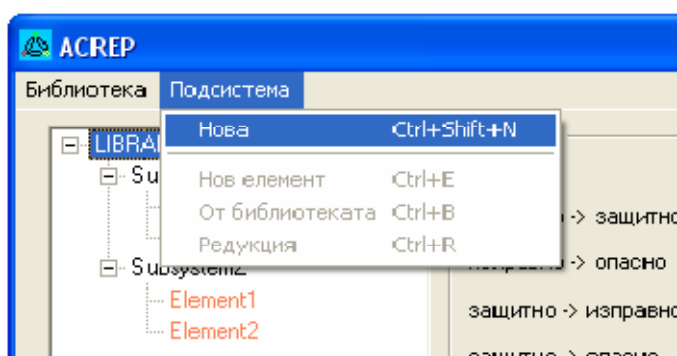 ACREP
Библиотека Подсистема
Нова Ctrl+Shift+N
Нов елемент Ctrl+E
От библиотеката Ctrl+B
Редукция Ctrl+R
-> защитно
-> опасно
Subsystem2
Element1
защитно -> изправно
Element2